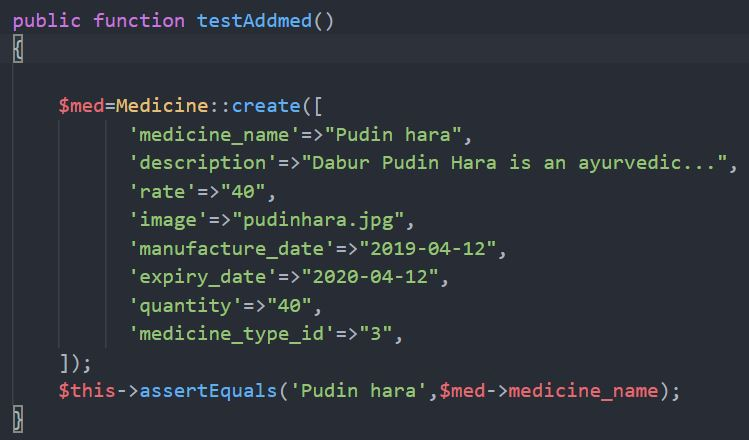 public function testAddmed()
{
$med=Medicine::create([
'medicine_name'=>"Pudin hara",
'description'=>"Dabur Pudin Hara is an ayurvedic...",
'rate'=>"40",
'image'=>"pudinhara.jpg",
'manufacture_date'=>"2019-04-12",
'expiry_date'=>"2020-04-12",
'quantity'=>"40",
'medicine_type_id'=>"3",
]);
$this->assertEquals('Pudin hara',$med->medicine_name);
}